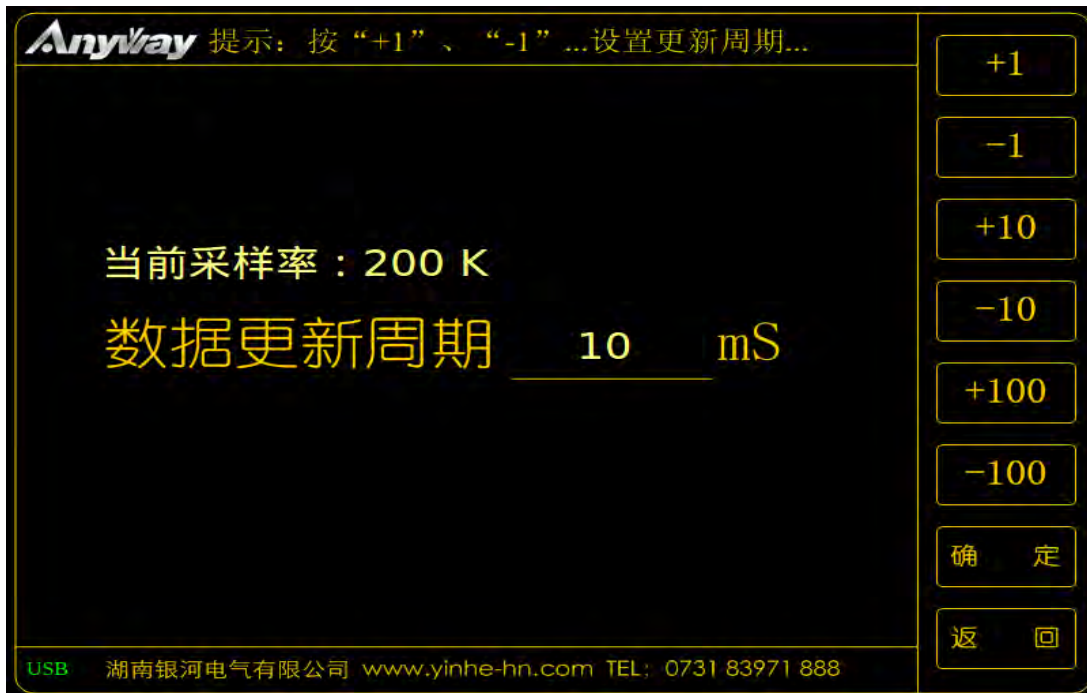 Anyway 提示：按“+1”、“-1”...设置更新周期...
当前采样率：200 K
数据更新周期 10 mS
+1
-1
+10
-10
+100
-100
确 定
返 回
USB 湖南银河电气有限公司 www.yinhe-hn.com TEL: 0731 83971 888